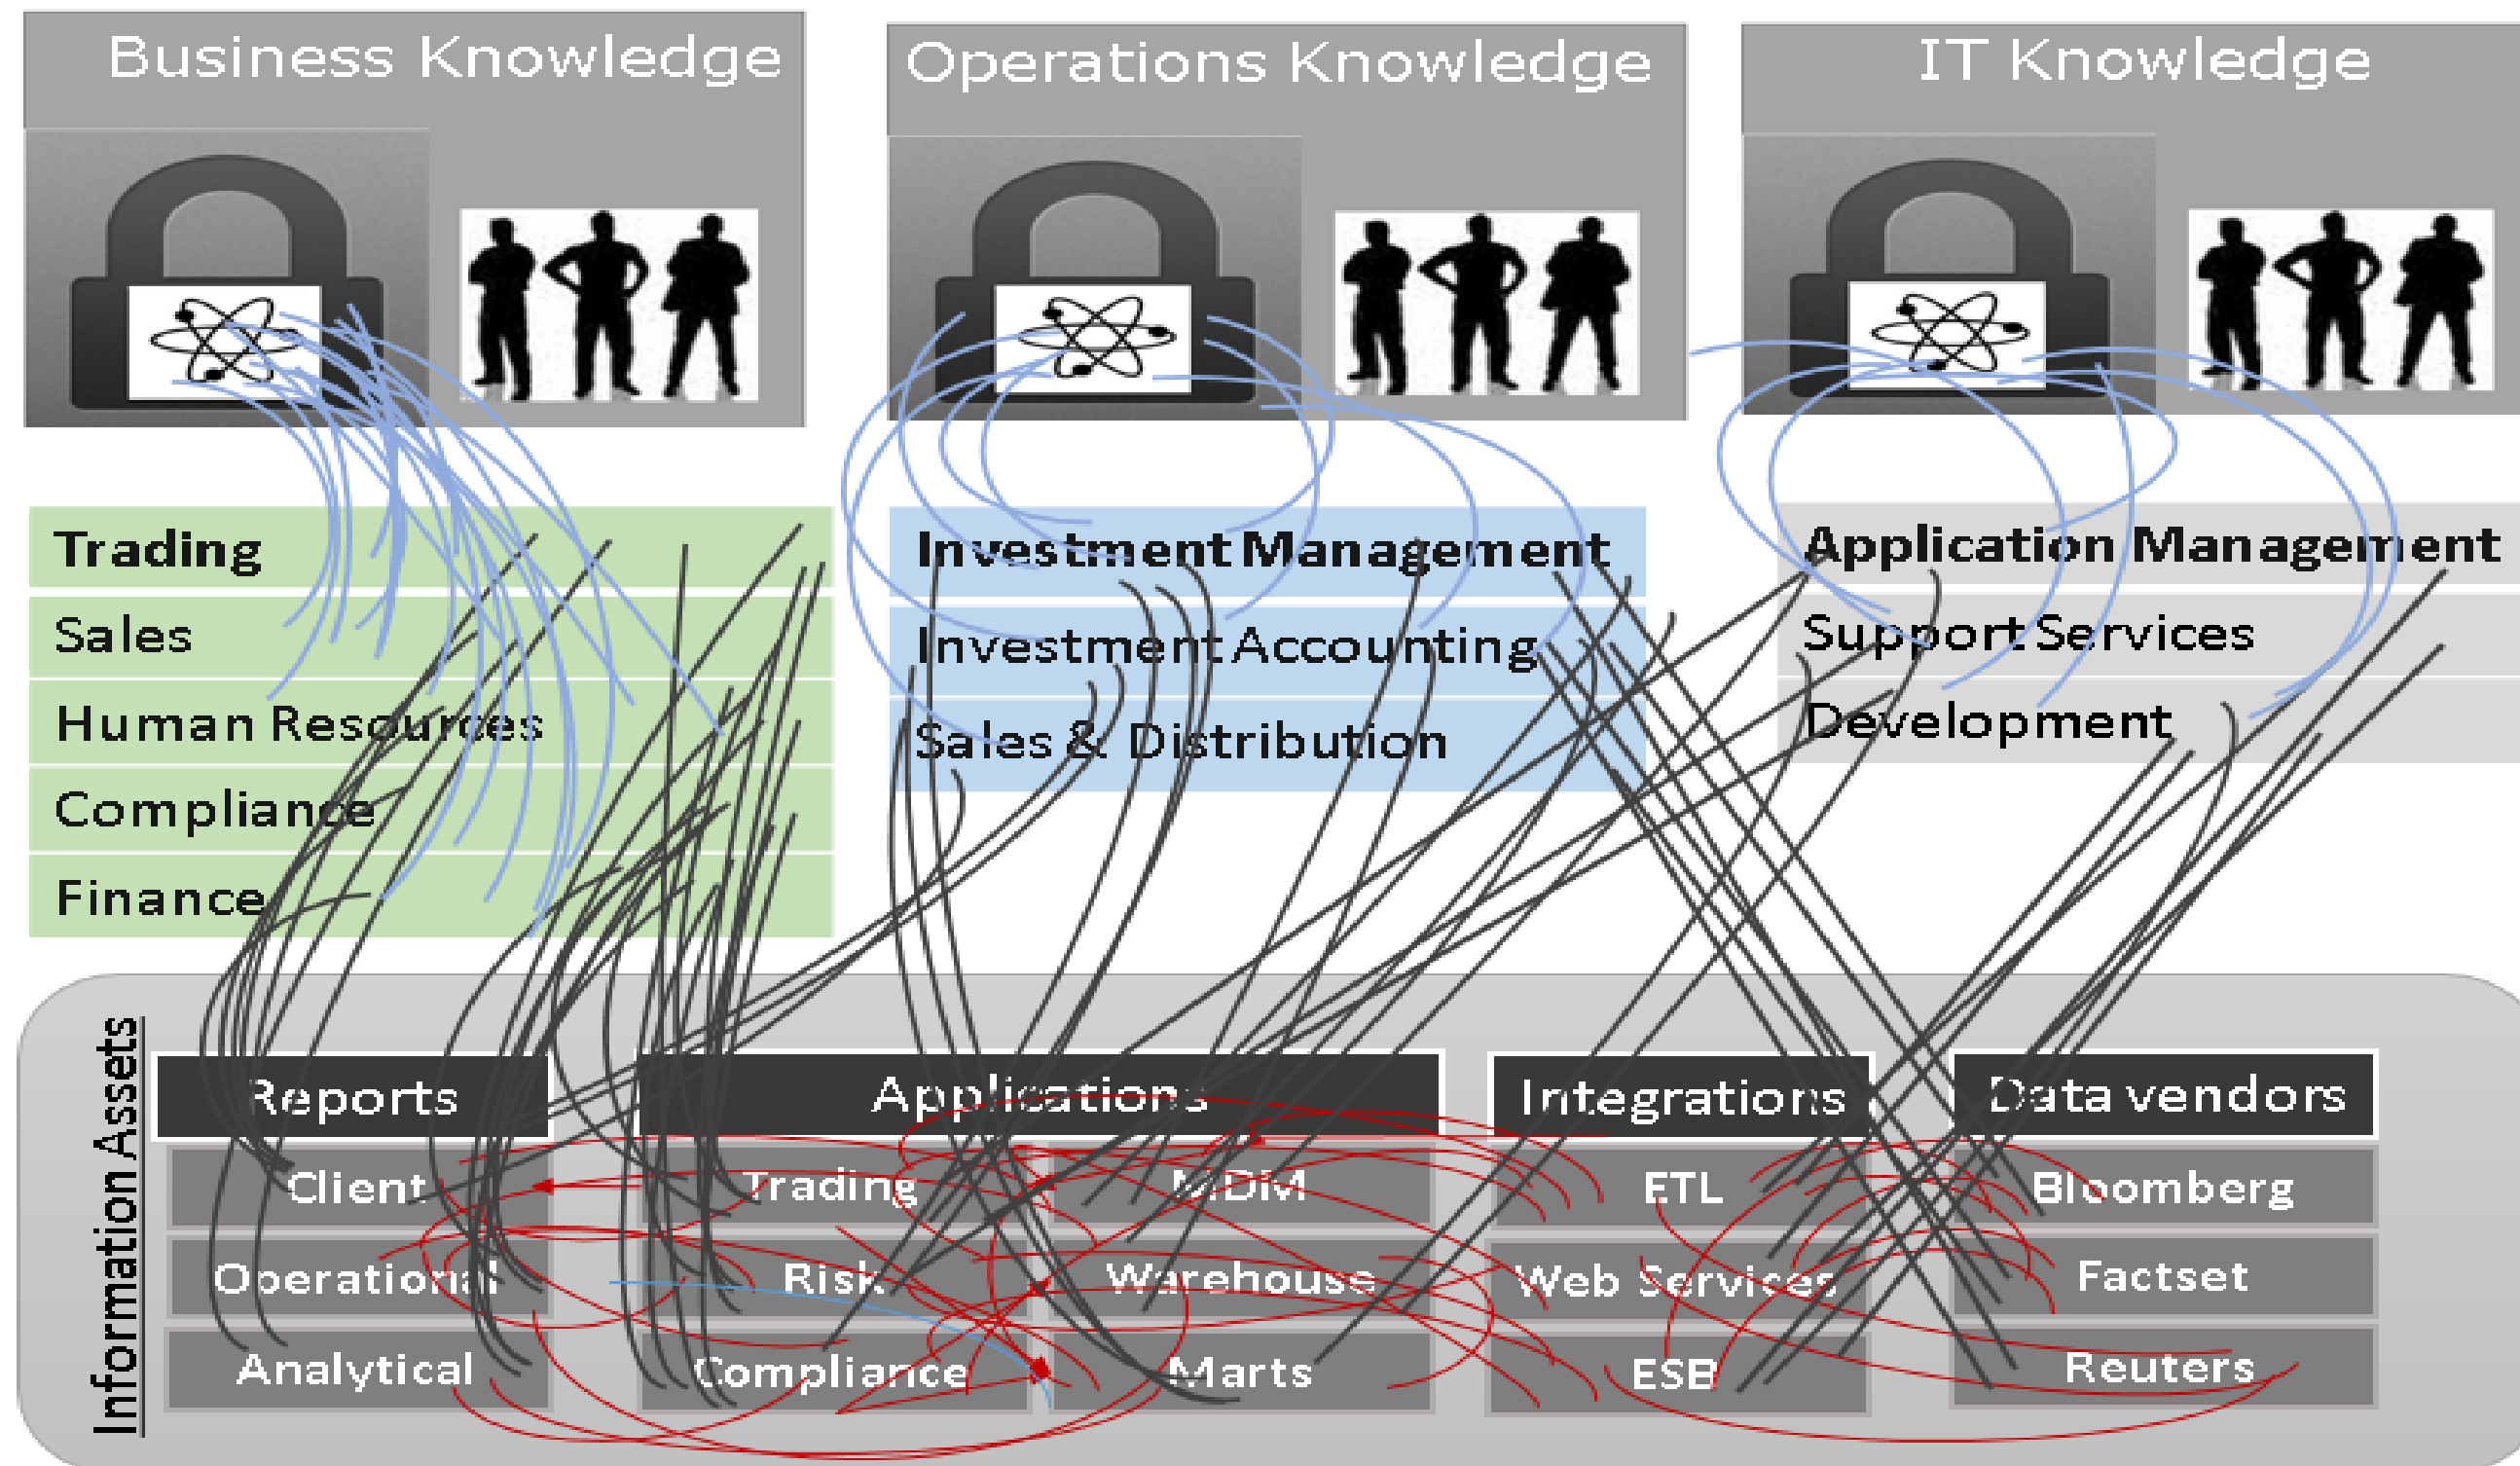 Business Knowledge
Operations Knowledge
IT Knowledge
Trading
Sales
Human Resources
Compliance
Finance
Investment Management
Investment Accounting
Sales & Distribution
Application Management
Support Services
Development
Information Assets
Reports
Client
Operational
Analytical
Applications
Trading
MDM
Risk
Warehouse
Compliance
Marts
Integrations
ETL
Web Services
ESB
Data vendors
Bloomberg
Factset
Reuters